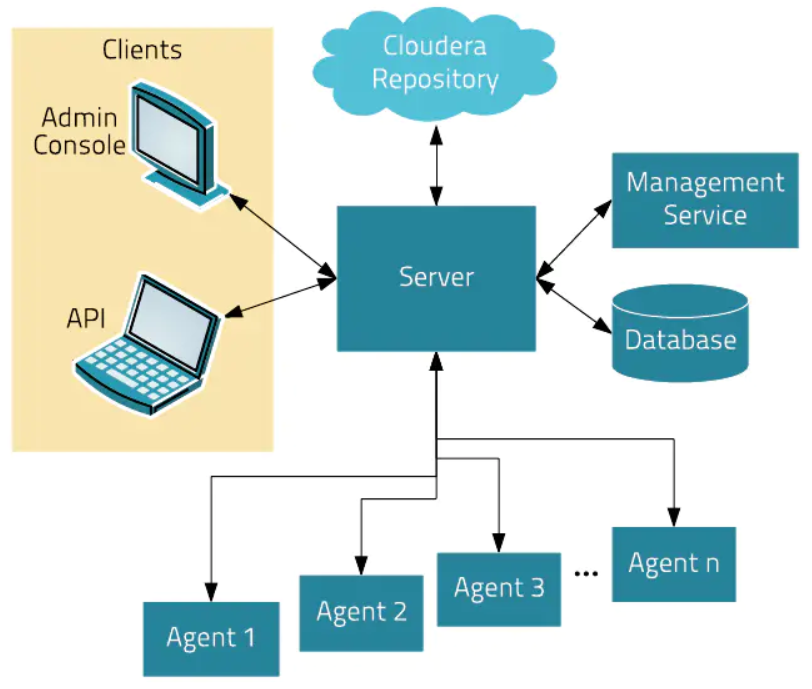 Clients
Admin
Console
API
Cloudera
Repository
Server
Management
Service
Database
Agent 1
Agent 2
Agent 3
...
Agent n